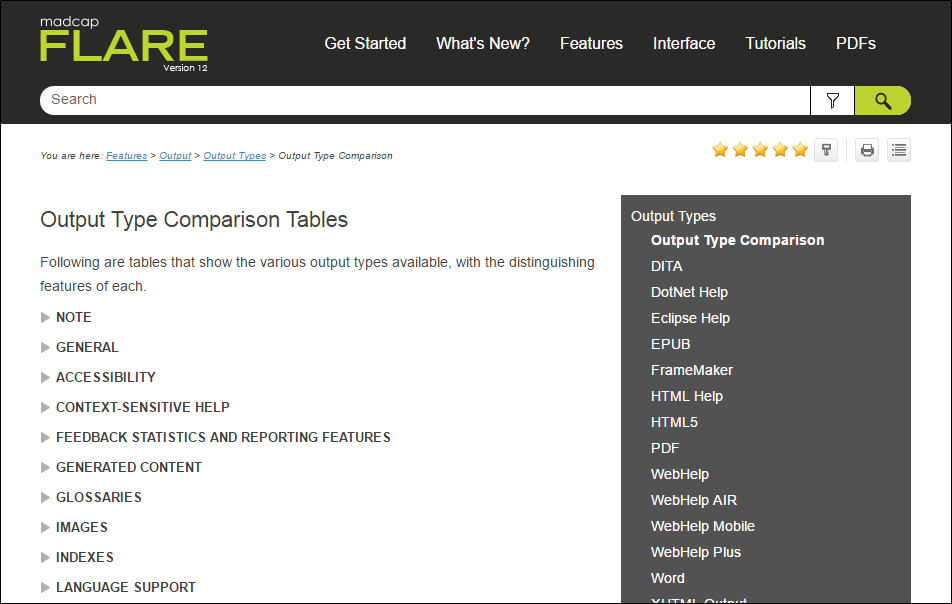 madcap
FLARE
Version 12
Get Started What's New? Features Interface Tutorials PDFs
Search
You are here: Features > Output > Output Types > Output Type Comparison
Output Type Comparison Tables
Following are tables that show the various output types available, with the distinguishing
features of each.
NOTE
GENERAL
ACCESSIBILITY
CONTEXT-SENSITIVE HELP
FEEDBACK STATISTICS AND REPORTING FEATURES
GENERATED CONTENT
GLOSSARIES
IMAGES
INDEXES
LANGUAGE SUPPORT
Output Types
Output Type Comparison
DITA
DotNet Help
Eclipse Help
EPUB
FrameMaker
HTML Help
HTML5
PDF
WebHelp
WebHelp AIR
WebHelp Mobile
WebHelp Plus
Word
XHTML Output